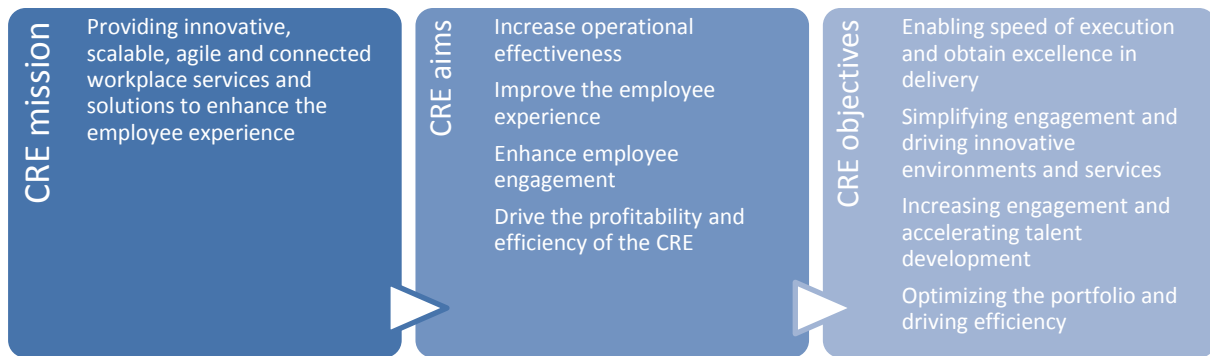 CRE mission
Providing innovative,
scalable, agile and connected
workplace services and
solutions to enhance the
employee experience
CRE aims
Increase operational
effectiveness
Improve the employee
experience
Enhance employee
engagement
Drive the profitability and
efficiency of the CRE
CRE objectives
Enabling speed of execution
and obtain excellence in
delivery
Simplifying engagement and
driving innovative
environments and services
Increasing engagement and
accelerating talent
development
Optimizing the portfolio and
driving efficiency